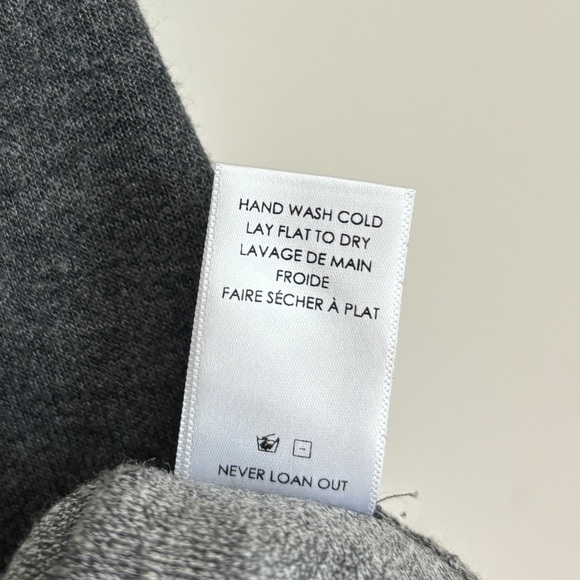 HAND WASH COLD
LAY FLAT TO DRY
LAVAGE DE MAIN
FROIDE
FAIRE SÉCHER À PLAT
NEVER LOAN OUT